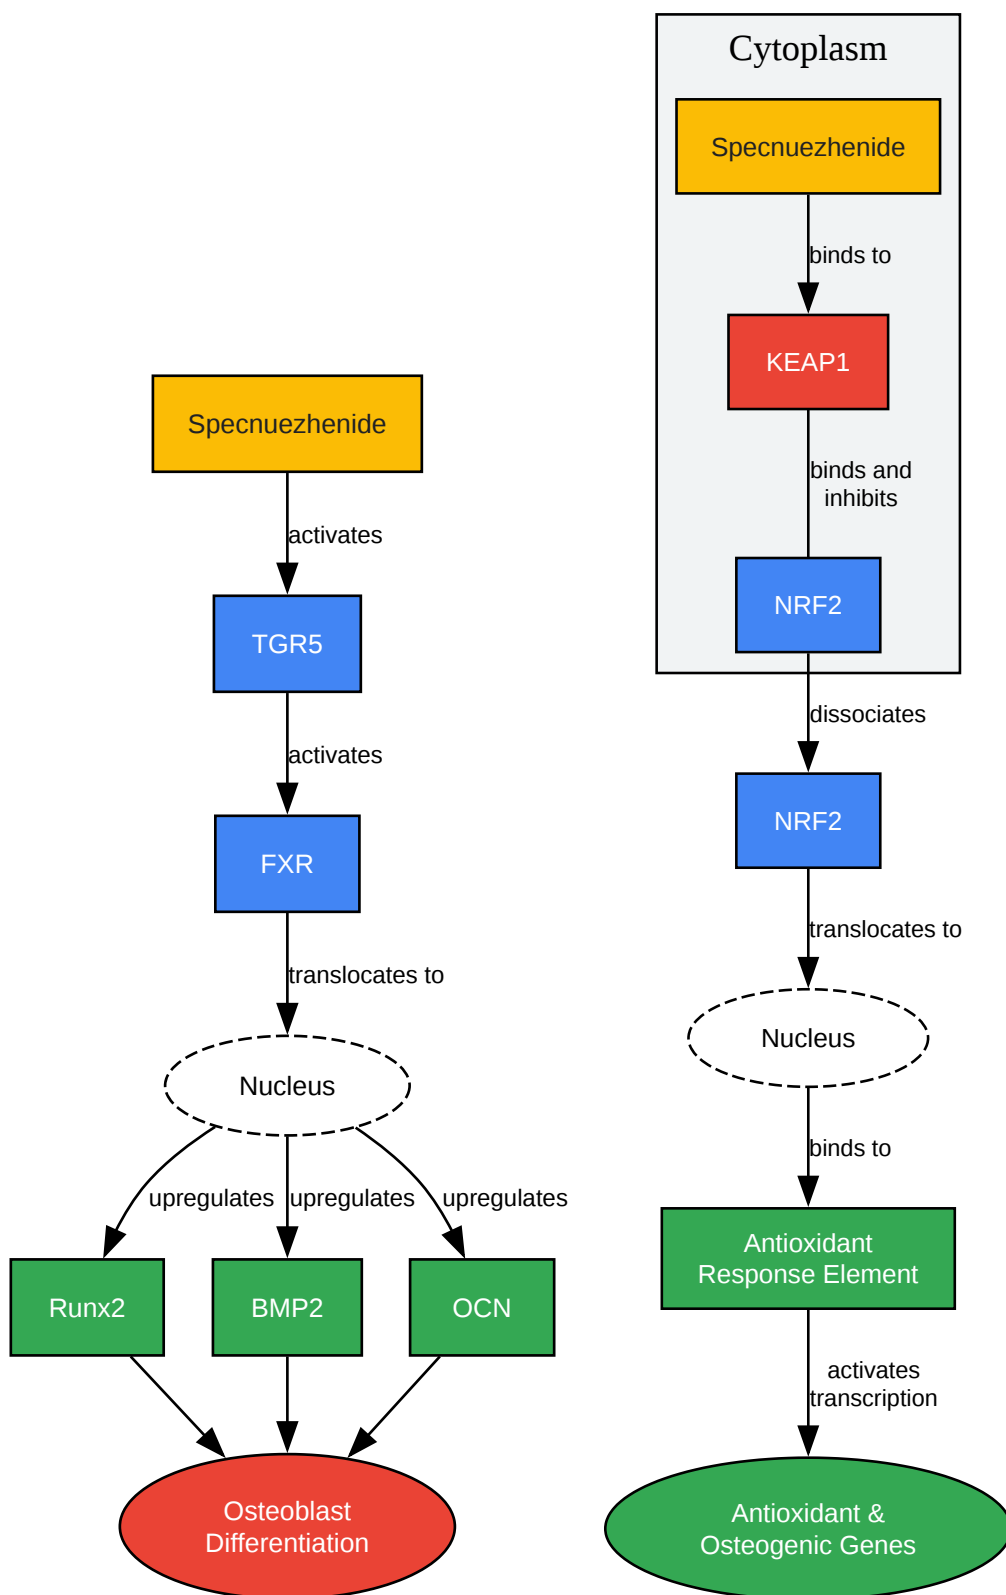 Specnuezhenide
activates
TGR5
activates
FXR
translocates to
Nucleus
upregulates
upregulates
upregulates
Runx2
BMP2
OCN
Osteoblast
Differentiation
Cytoplasm
Specnuezhenide
binds to
KEAP1
binds and
inhibits
NRF2
dissociates
NRF2
translocates to
Nucleus
binds to
Antioxidant
Response Element
activates
transcription
Antioxidant &
Osteogenic Genes